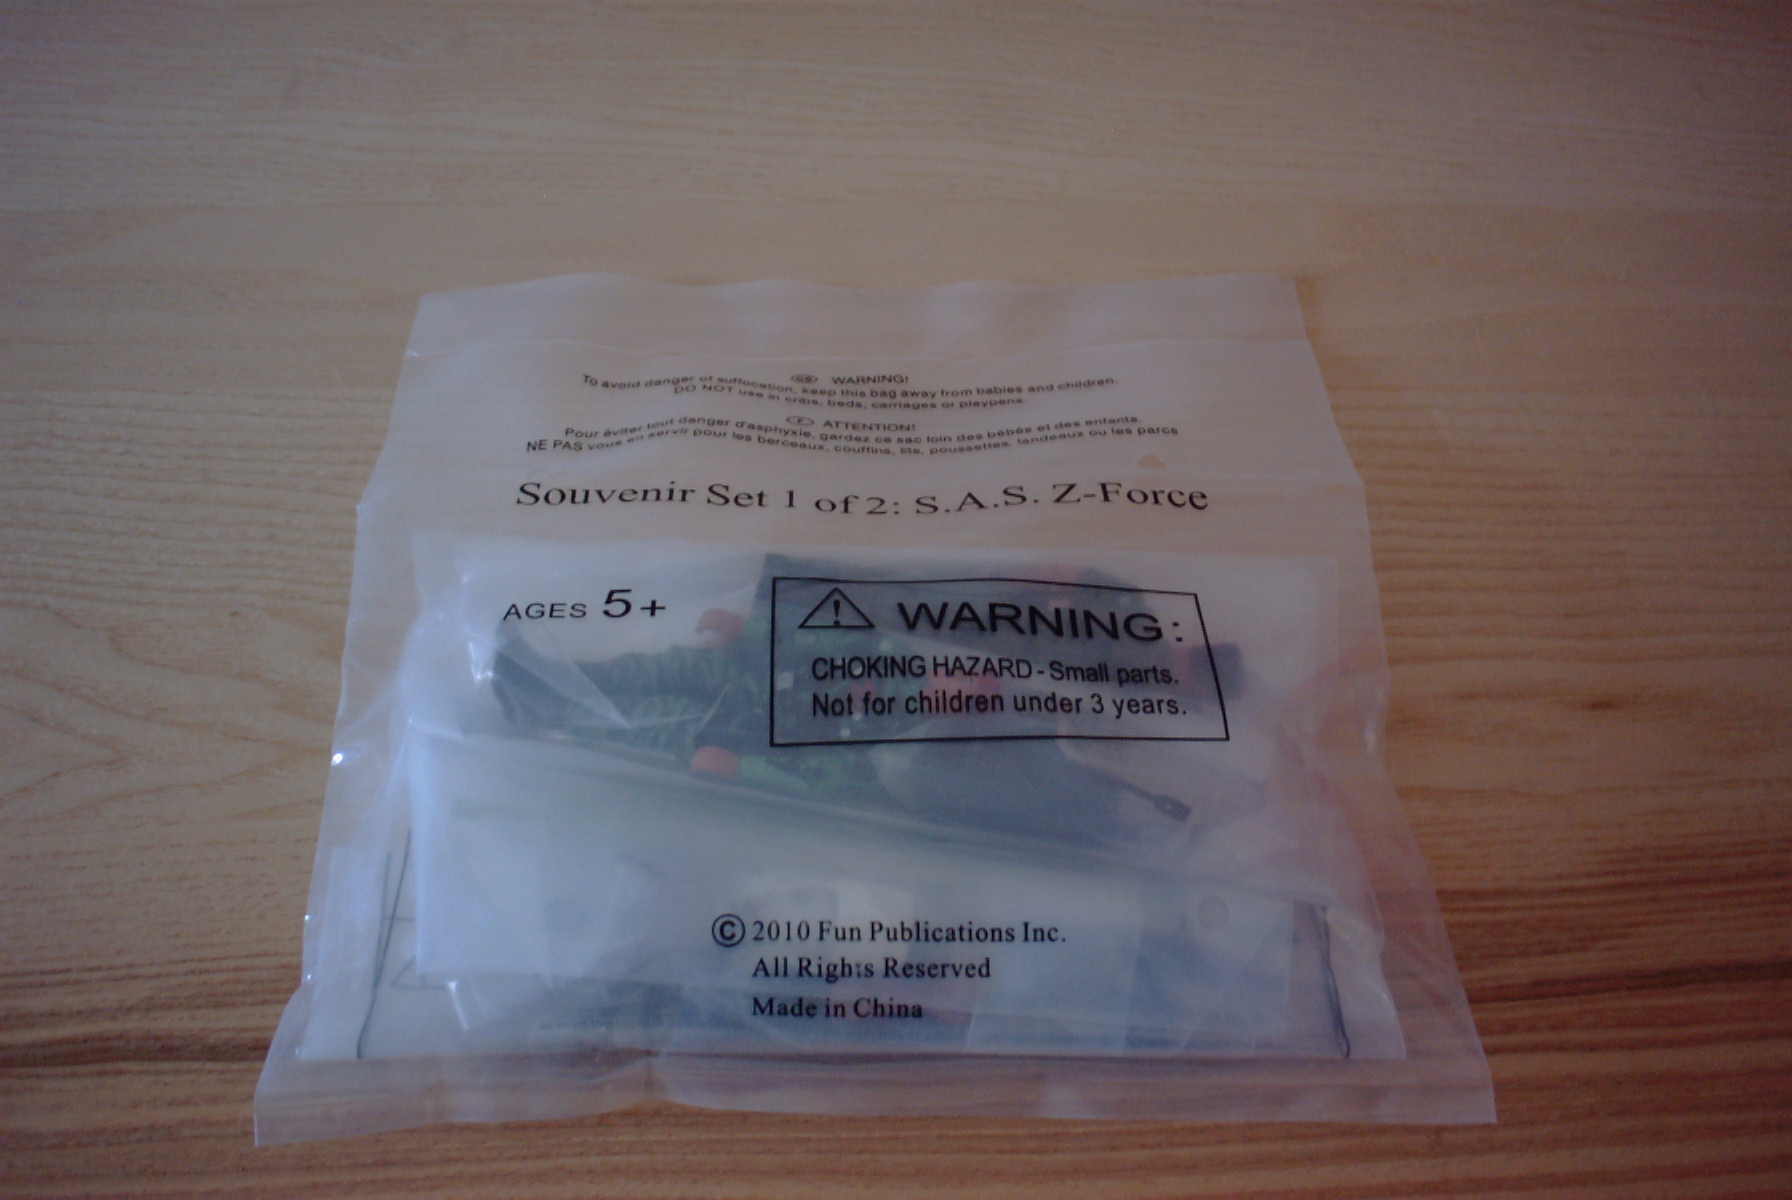 GB WARNING!
To avoid danger of suffocation, keep this bag away from babies and children.
DO NOT use in cribs, beds, carriages or playpens.
F ATTENTION!
Pour éviter tout danger d'asphyxie, gardez ce sac loin des bébés et des enfants.
NE PAS vous en servir pour les berceaux, couffins, lits, poussettes, landeaux ou les parcs
Souvenir Set 1 of 2: S.A.S. Z-Force
AGES 5+
! WARNING:
CHOKING HAZARD - Small parts.
Not for children under 3 years.
© 2010 Fun Publications Inc.
All Rights Reserved
Made in China